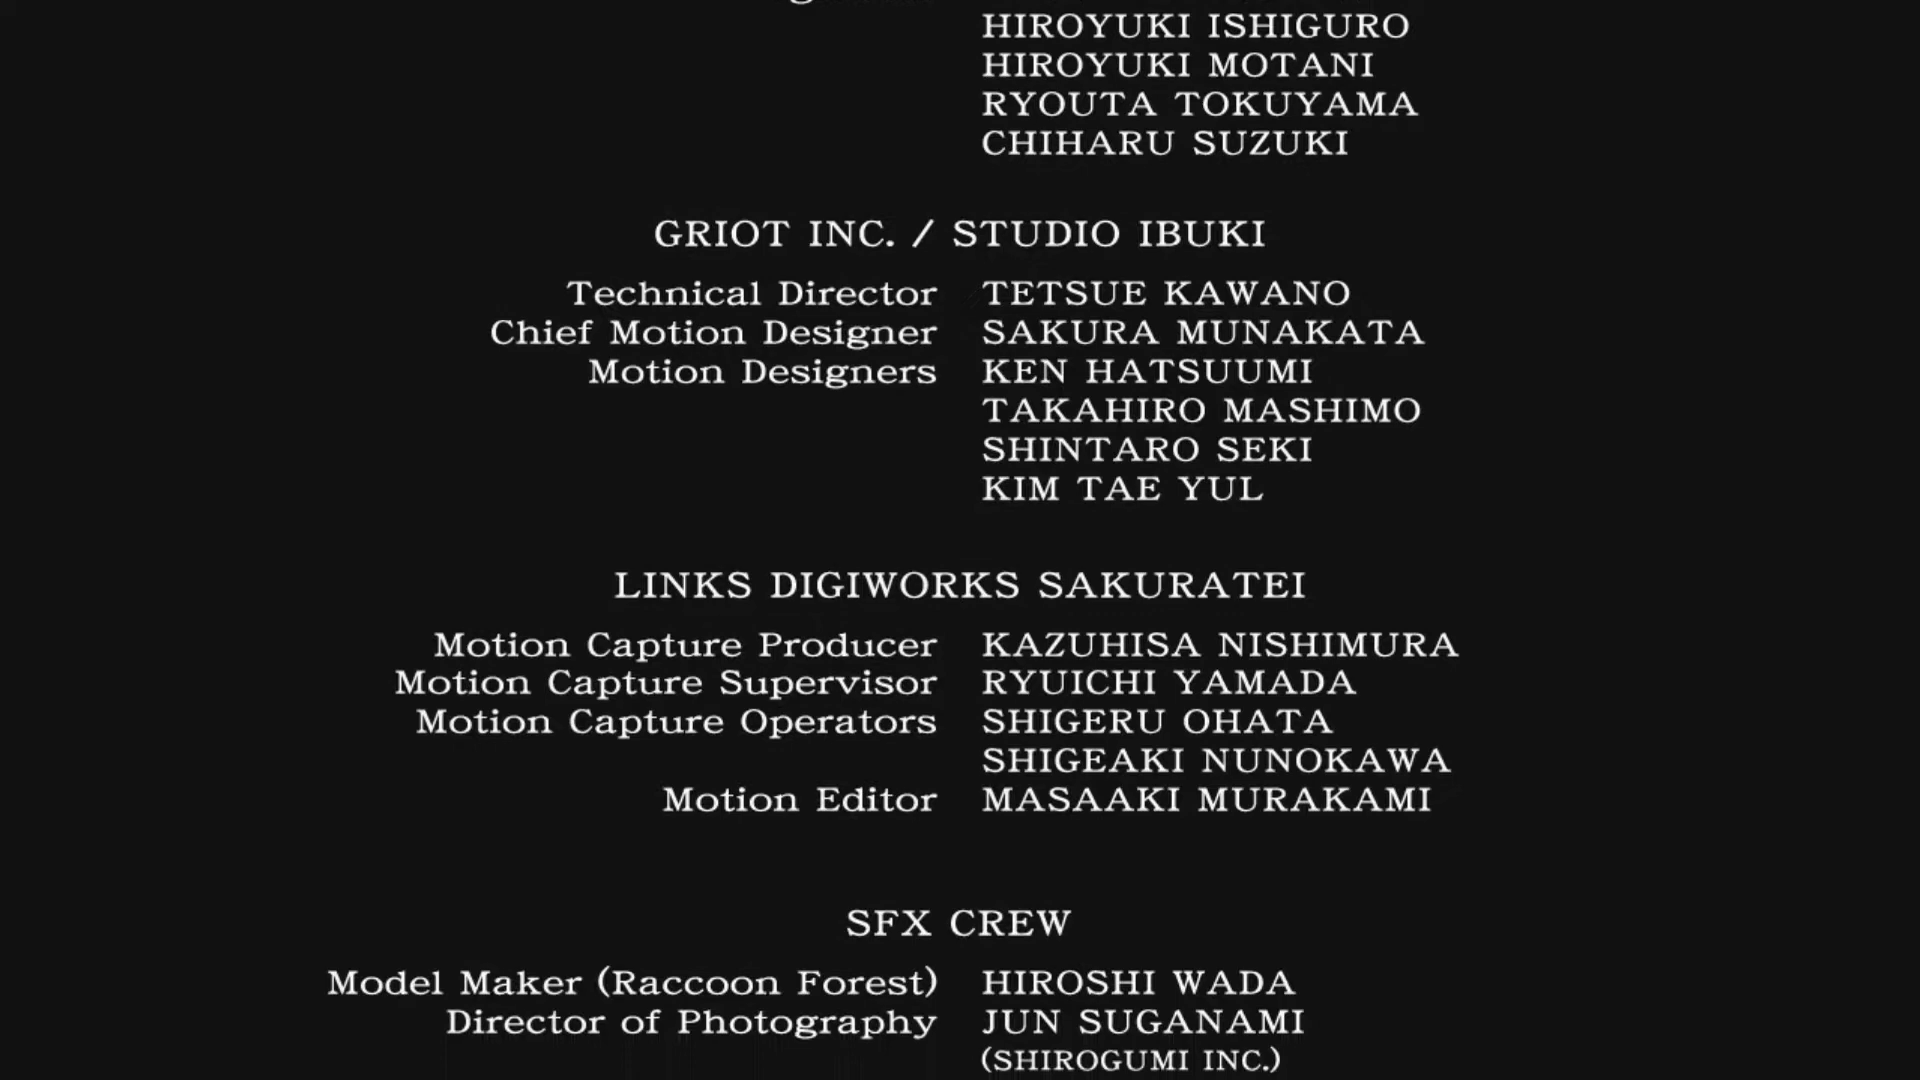 HIROYUKI ISHIGURO
HIROYUKI MOTANI
RYOUTA TOKUYAMA
CHIHARU SUZUKI
GRIOT INC. / STUDIO IBUKI
Technical Director TETSUE KAWANO
Chief Motion Designer SAKURA MUNAKATA
Motion Designers KEN HATSUUMI
TAKAHIRO MASHIMO
SHINTARO SEKI
KIM TAE YUL
LINKS DIGIWORKS SAKURATEI
Motion Capture Producer KAZUHISA NISHIMURA
Motion Capture Supervisor RYUICHI YAMADA
Motion Capture Operators SHIGERU OHATA
SHIGEAKI NUNOKAWA
Motion Editor MASAAKI MURAKAMI
SFX CREW
Model Maker (Raccoon Forest) HIROSHI WADA
Director of Photography JUN SUGANAMI
(SHIROGUMI INC.)